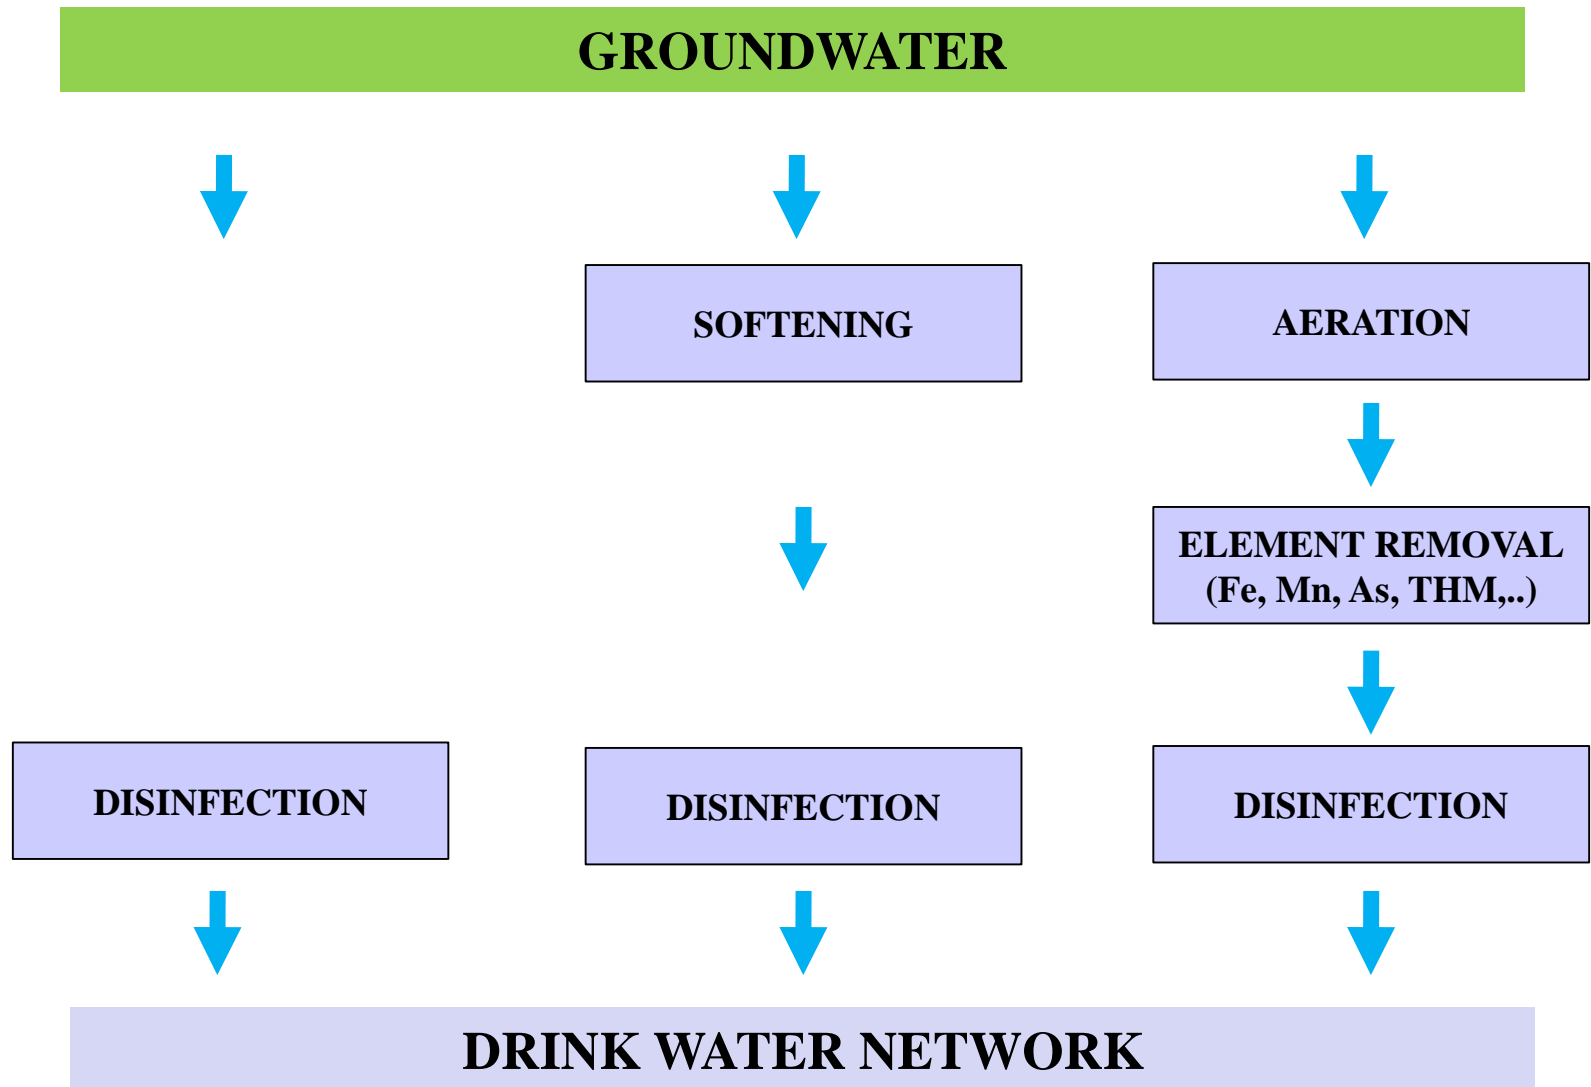 GROUNDWATER
SOFTENING
AERATION
ELEMENT REMOVAL
(Fe, Mn, As, THM,..)
DISINFECTION
DISINFECTION
DISINFECTION
DRINK WATER NETWORK